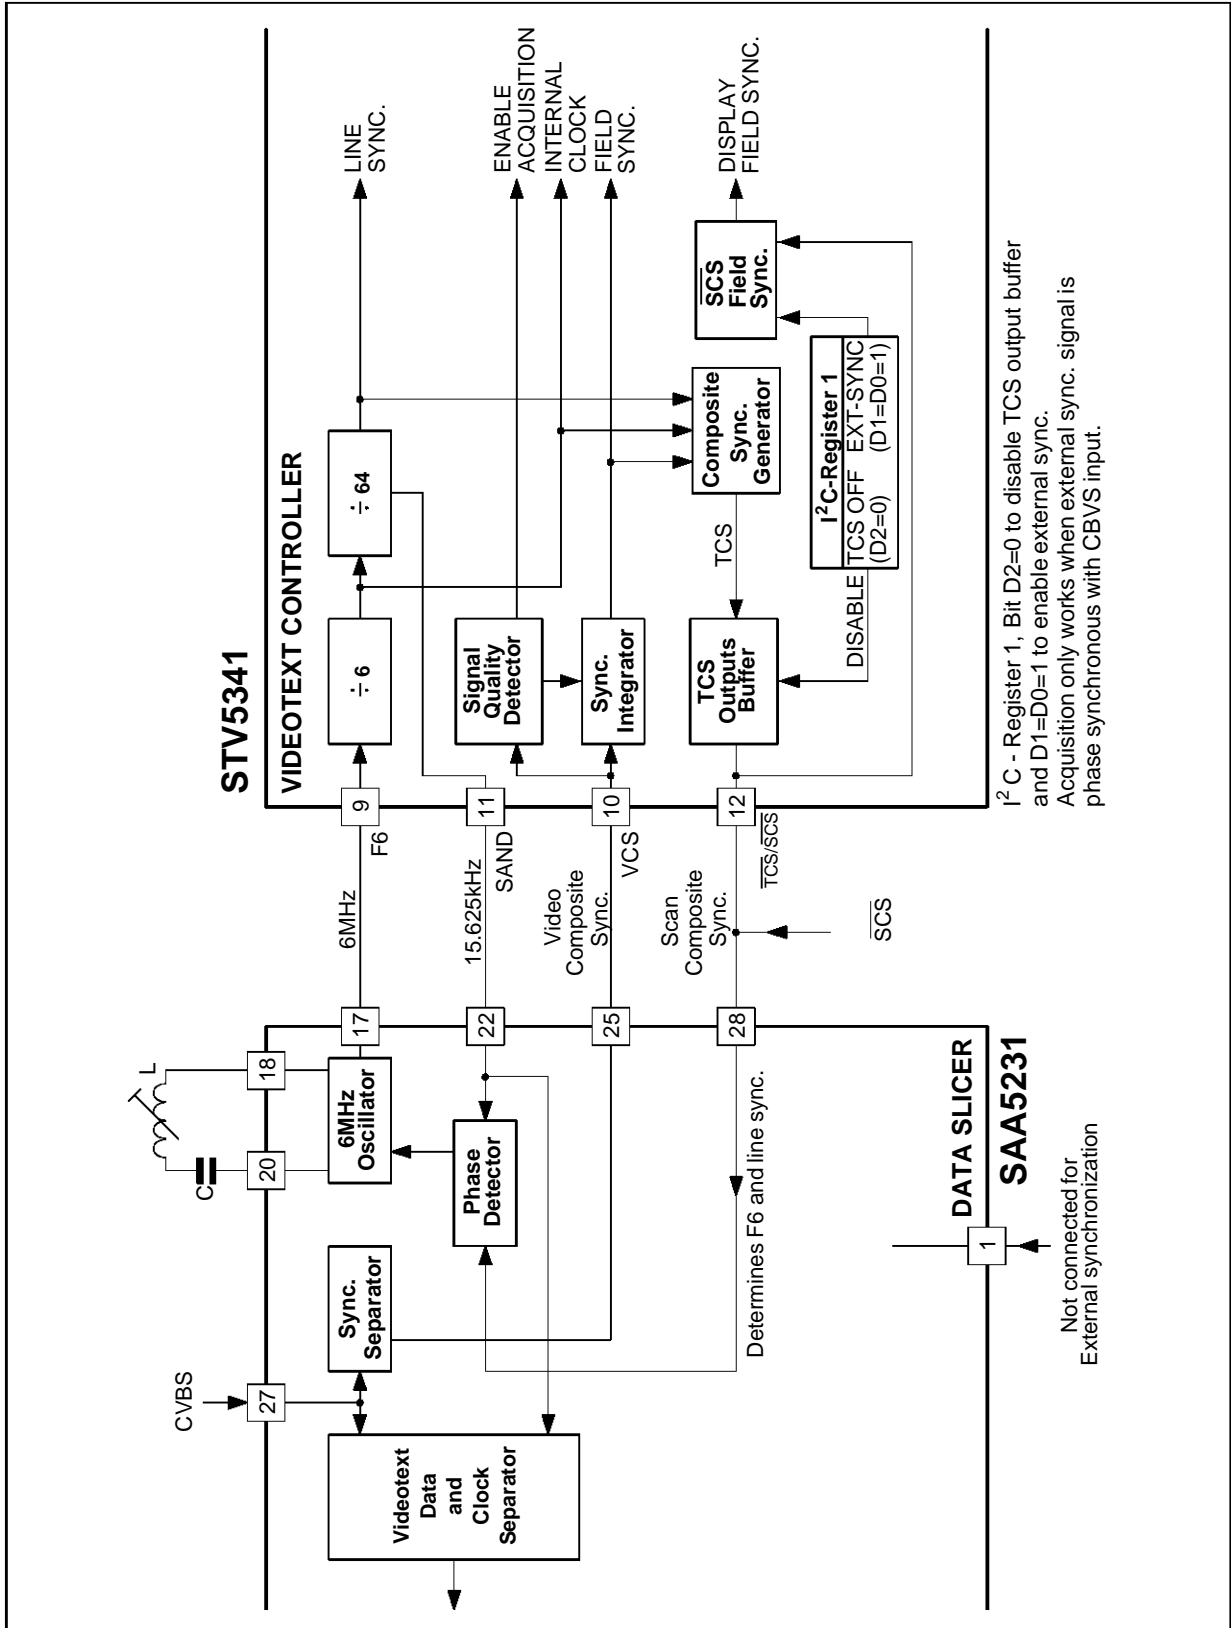 STV5341
VIDEOTEXT CONTROLLER
LINE
SYNC.
ENABLE
ACQUISITION
INTERNAL
CLOCK
FIELD
SYNC.
DISPLAY
FIELD SYNC.
÷ 6
÷ 64
Signal
Quality
Detector
Sync.
Integrator
Composite
Sync.
Generator
SCS
Field
Sync.
TCS
TCS
Outputs
Buffer
I²C-Register 1
TCS OFF EXT-SYNC
(D2=0) (D1=D0=1)
DISABLE
9
F6
11
SAND
10
VCS
12
TCS/SCS
6MHz
15.625kHz
Video
Composite
Sync.
Scan
Composite
Sync.
SCS
I² C - Register 1, Bit D2=0 to disable TCS output buffer
and D1=D0=1 to enable external sync.
Acquisition only works when external sync. signal is
phase synchronous with CBVS input.
L
C
18
20
17
22
25
28
6MHz
Oscillator
Phase
Detector
Sync.
Separator
CVBS
27
Videotext
Data
and
Clock
Separator
Determines F6 and line sync.
DATA SLICER
SAA5231
1
Not connected for
External synchronization